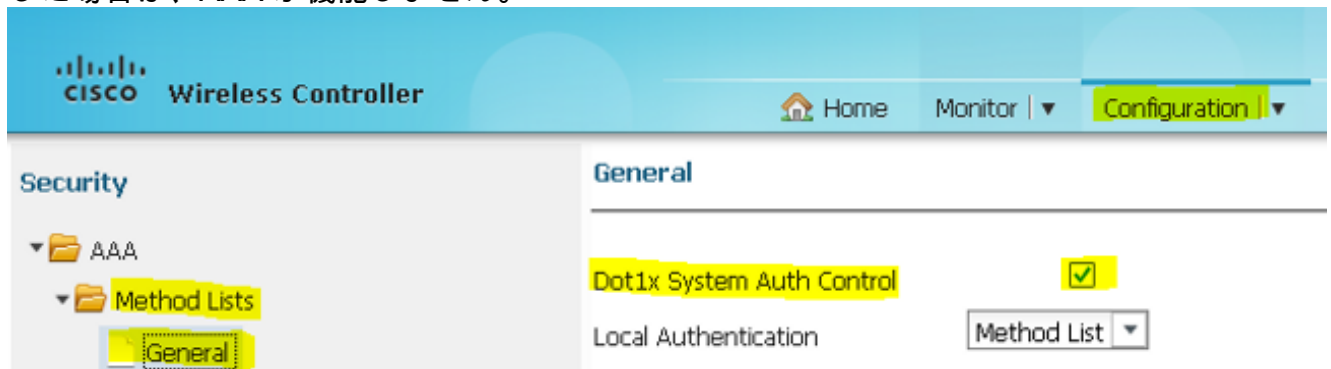 cisco Wireless Controller
Home Monitor Configuration
Security
AAA
Method Lists
General
General
Dot1x System Auth Control
Local Authentication Method List